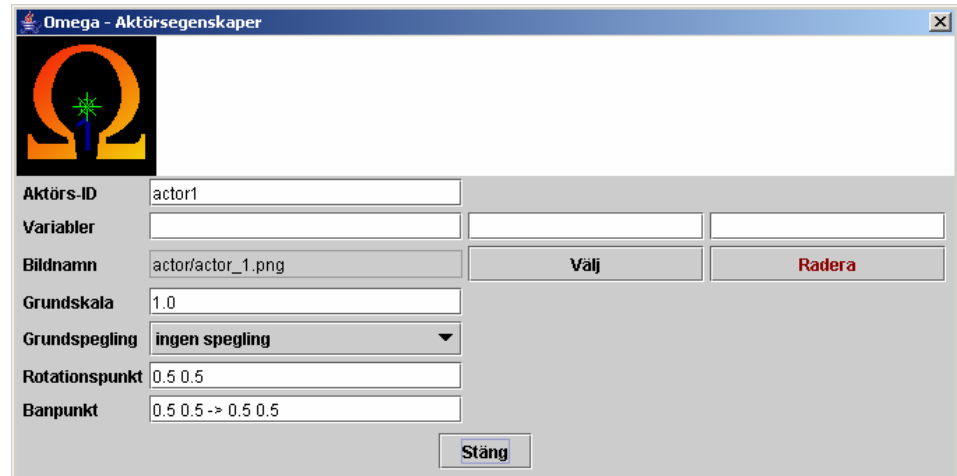 Omega - Aktörsegenskaper
1
Aktörs-ID actor1
Variabler
Bildnamn actor/actor_1.png Välj Radera
Grundskala 1.0
Grundspegling ingen spegling
Rotationspunkt 0.5 0.5
Banpunkt 0.5 0.5 -> 0.5 0.5
Stäng